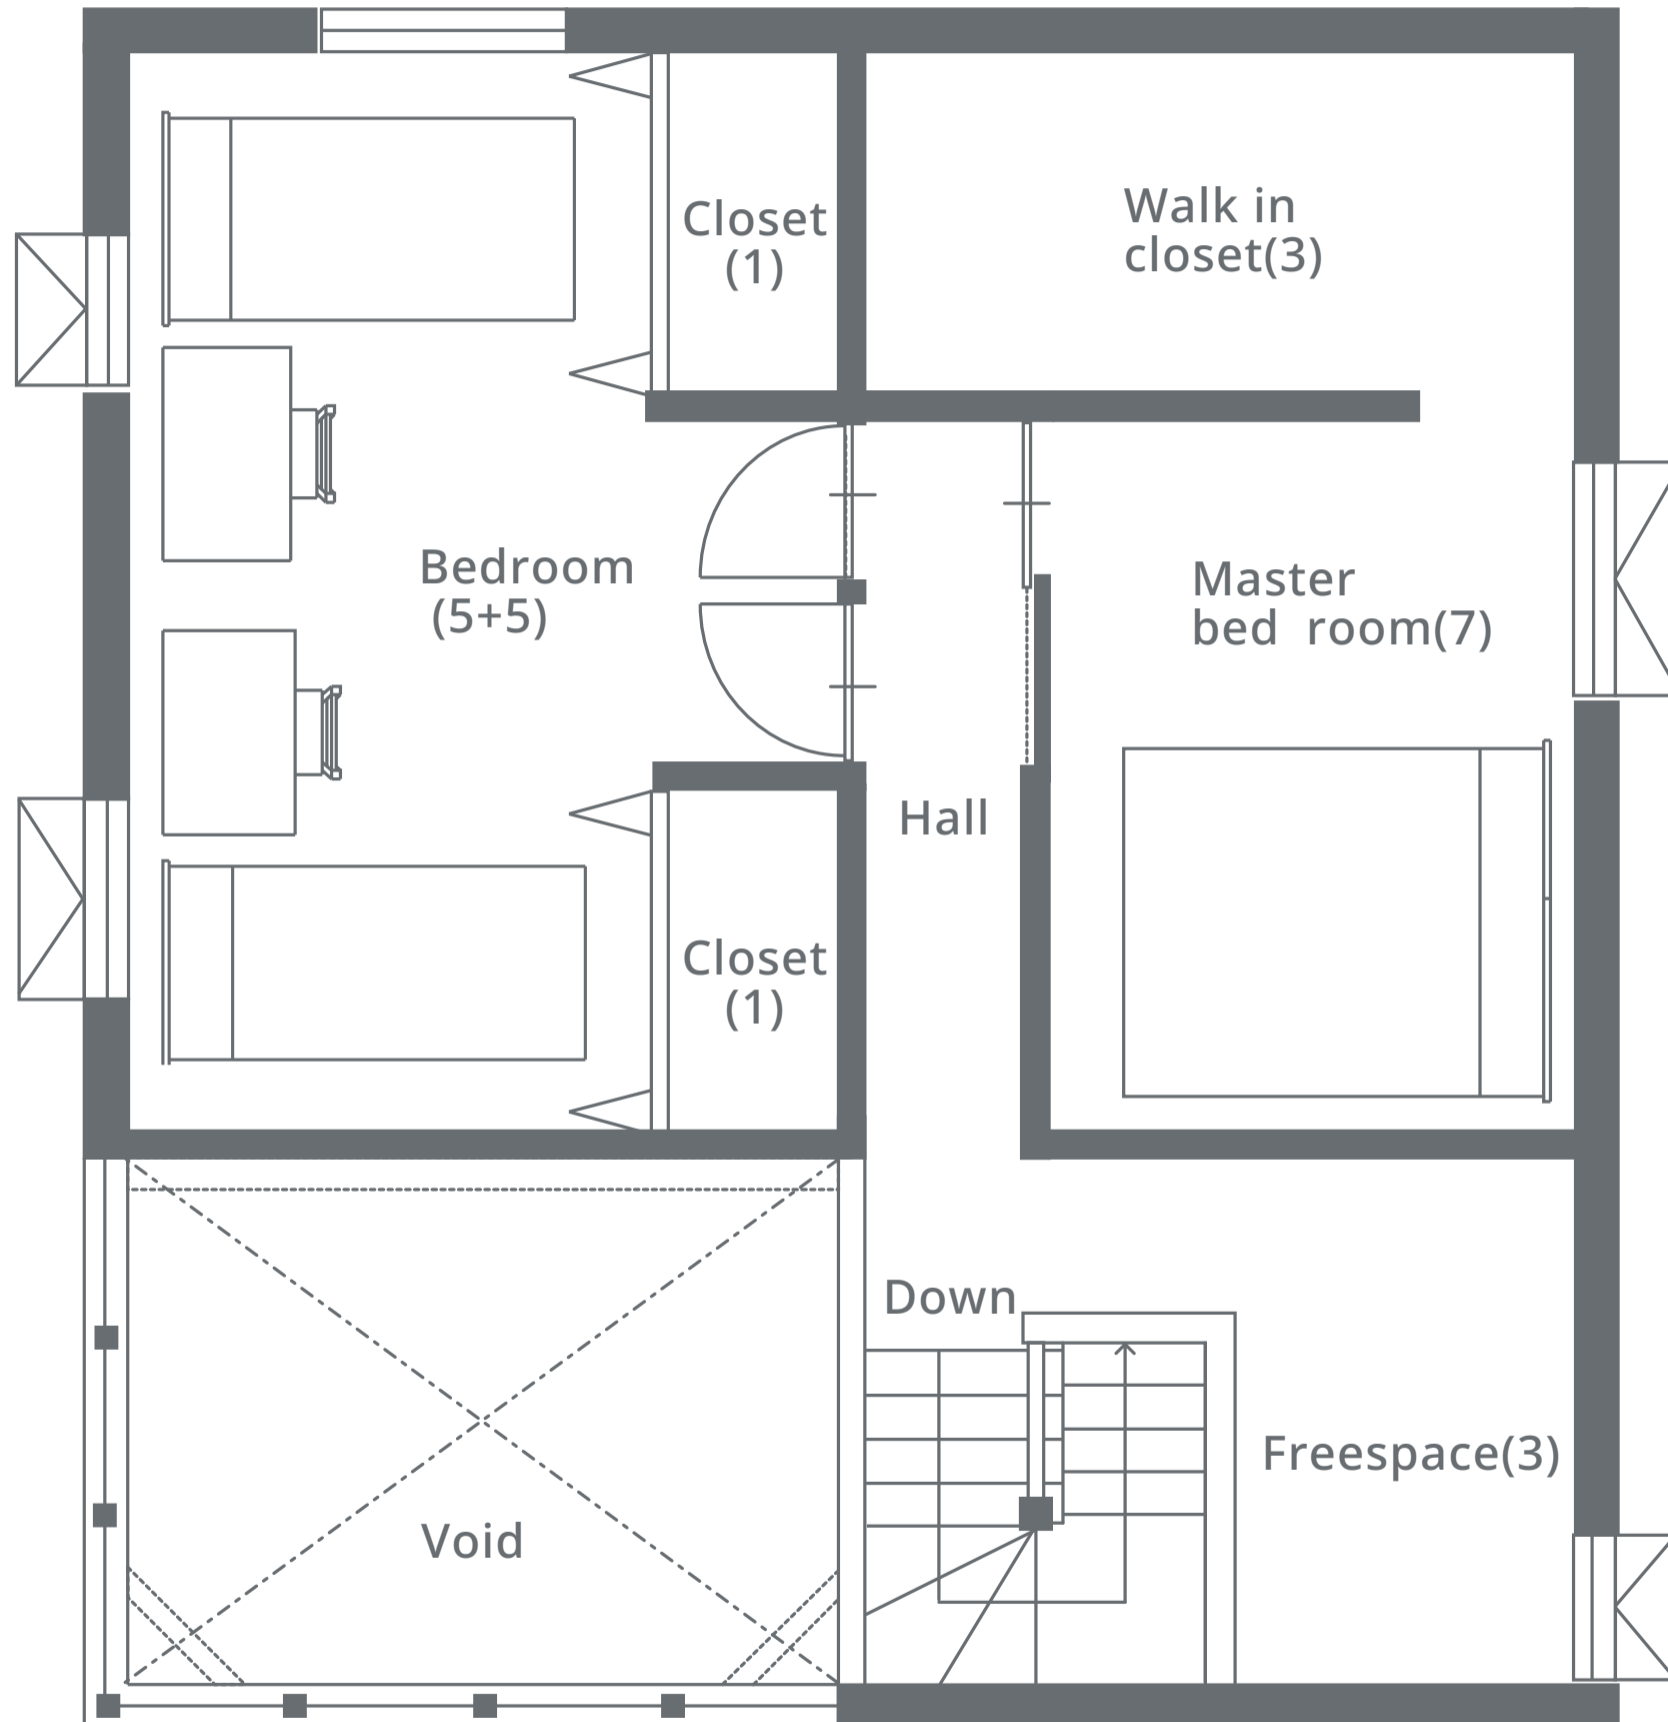 Closet
(1)
Walk in
closet(3)
Bedroom
(5+5)
Master
bed room(7)
Hall
Closet
(1)
Down
Freespace(3)
Void